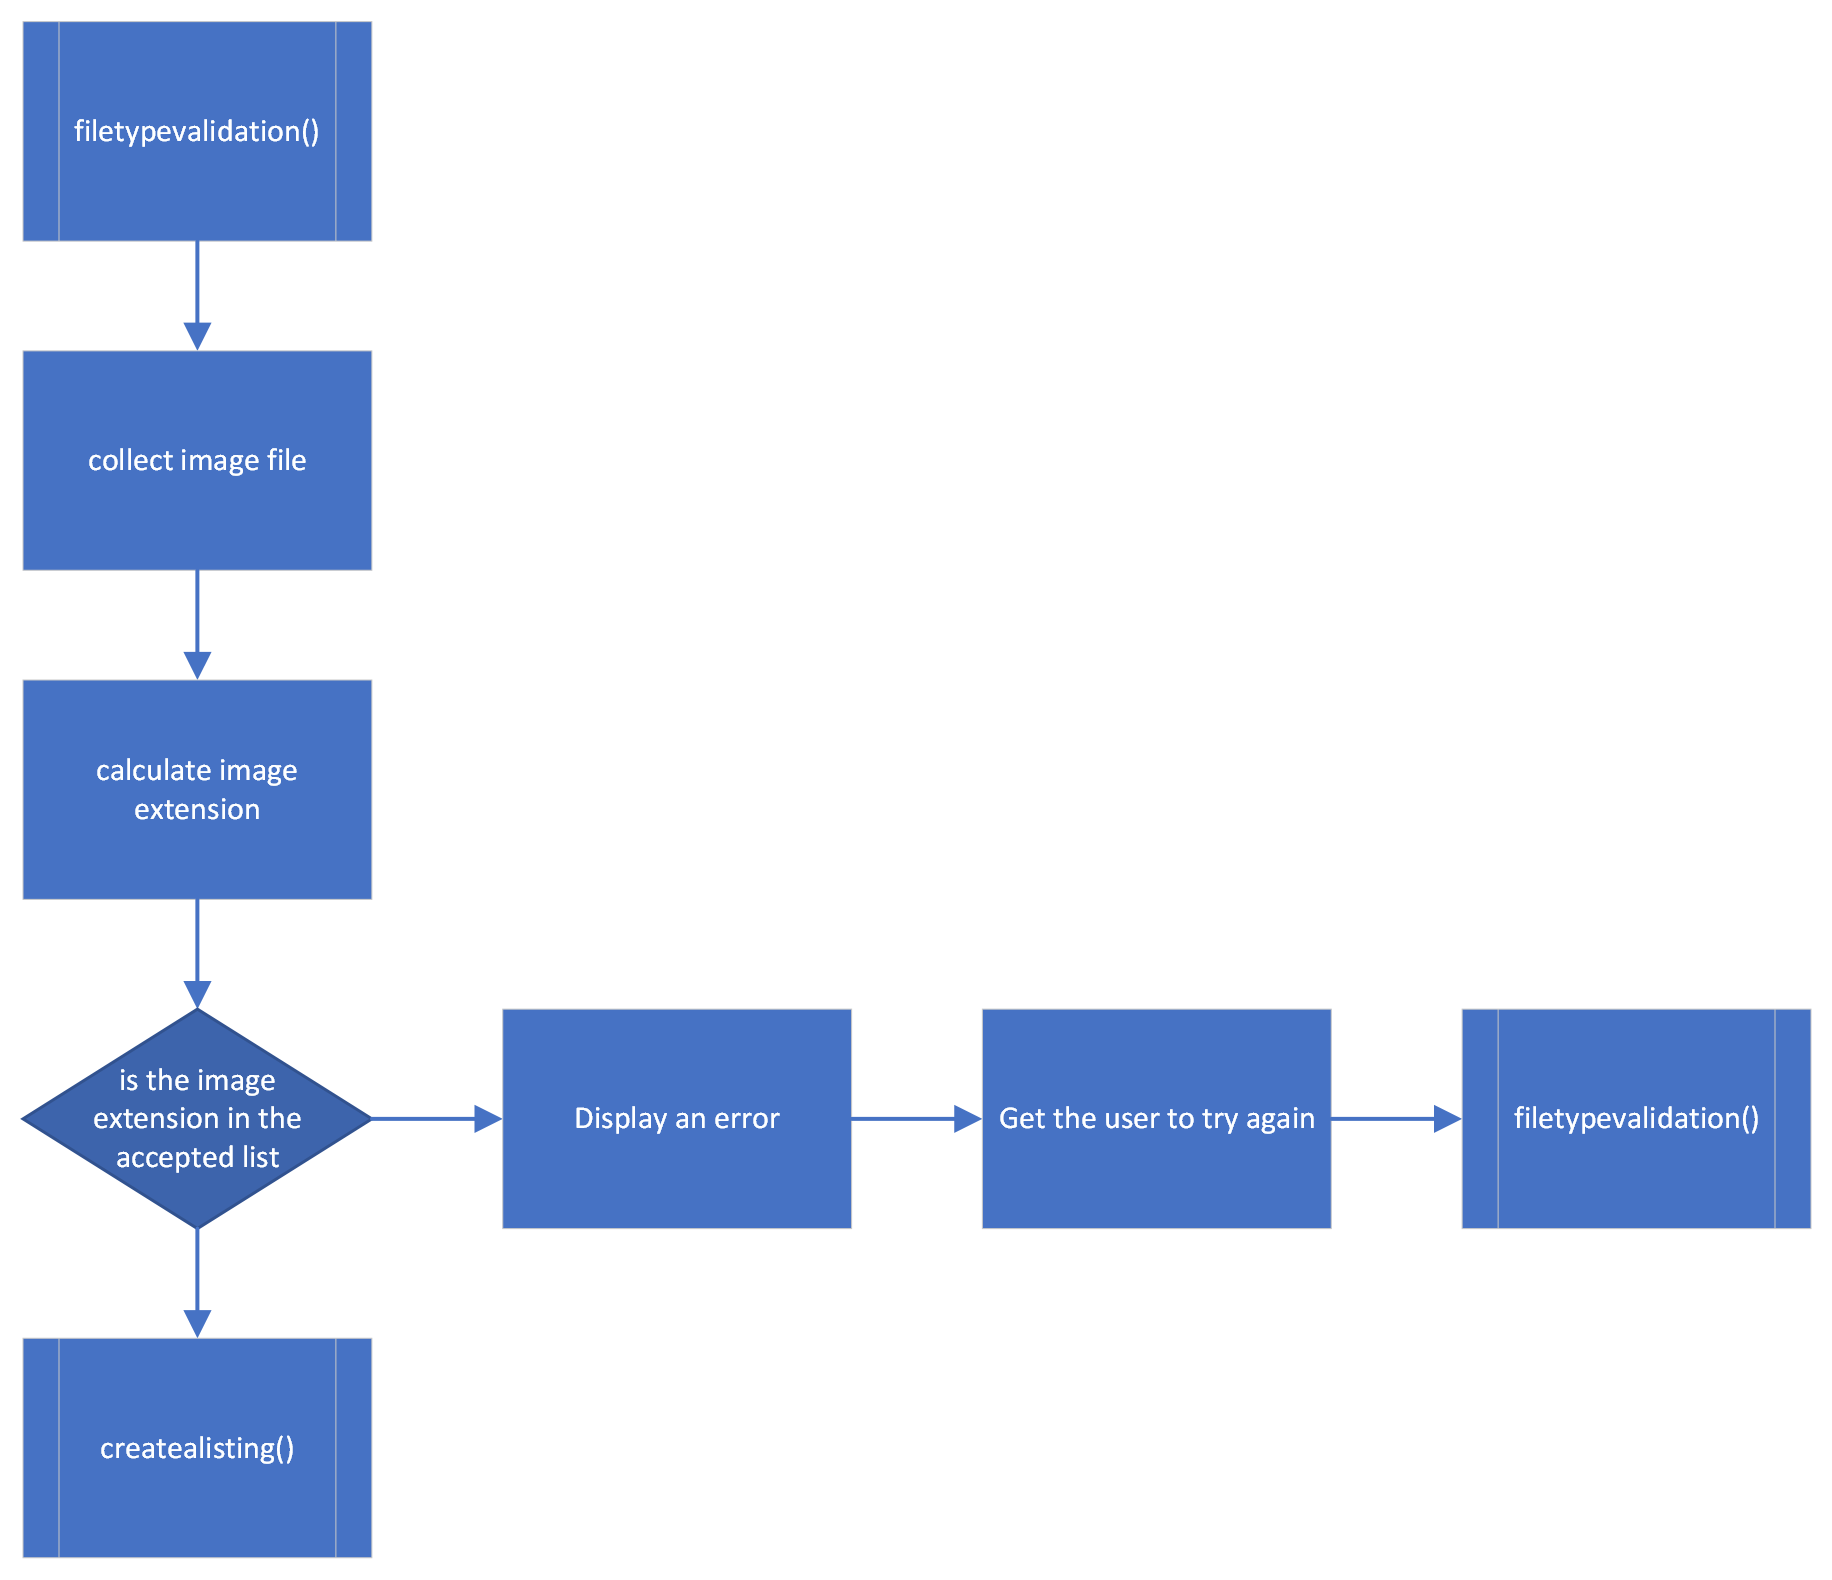 filetypevalidation()
collect image file
calculate image
extension
is the image
extension in the
accepted list
Display an error
Get the user to try again
filetypevalidation()
createalisting()